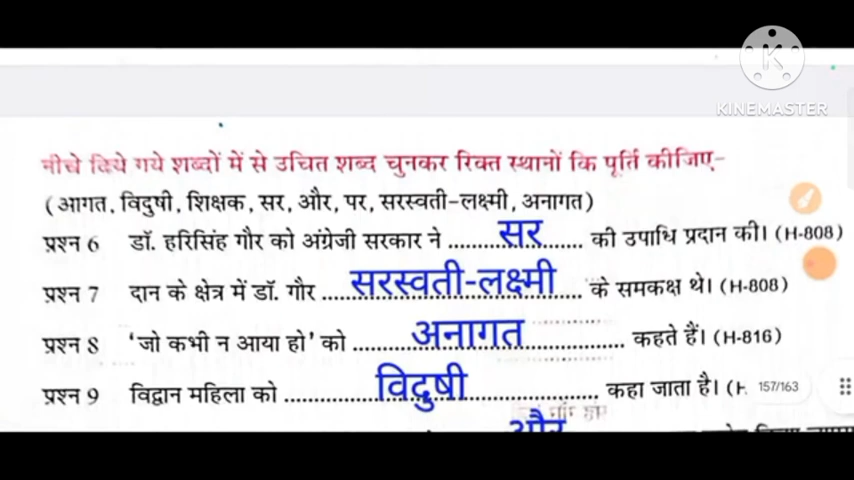 KINEMASTER
नीचे दिये गये शब्दों में से उचित शब्द चुनकर रिक्त स्थानों कि पूर्ति कीजिए-
(आगत, विदुषी, शिक्षक, सर, और, पर, सरस्वती-लक्ष्मी, अनागत)
प्रश्न 6 डॉ. हरिसिंह गौर को अंग्रेजी सरकार ने ........सर........ की उपाधि प्रदान की। (H-808)
प्रश्न 7 दान के क्षेत्र में डॉ. गौर ...सरस्वती-लक्ष्मी... के समकक्ष थे। (H-808)
प्रश्न 8 'जो कभी न आया हो' को ........अनागत........ कहते हैं। (H-816)
प्रश्न 9 विद्वान महिला को ........विदुषी........ कहा जाता है। (H 157/163
और